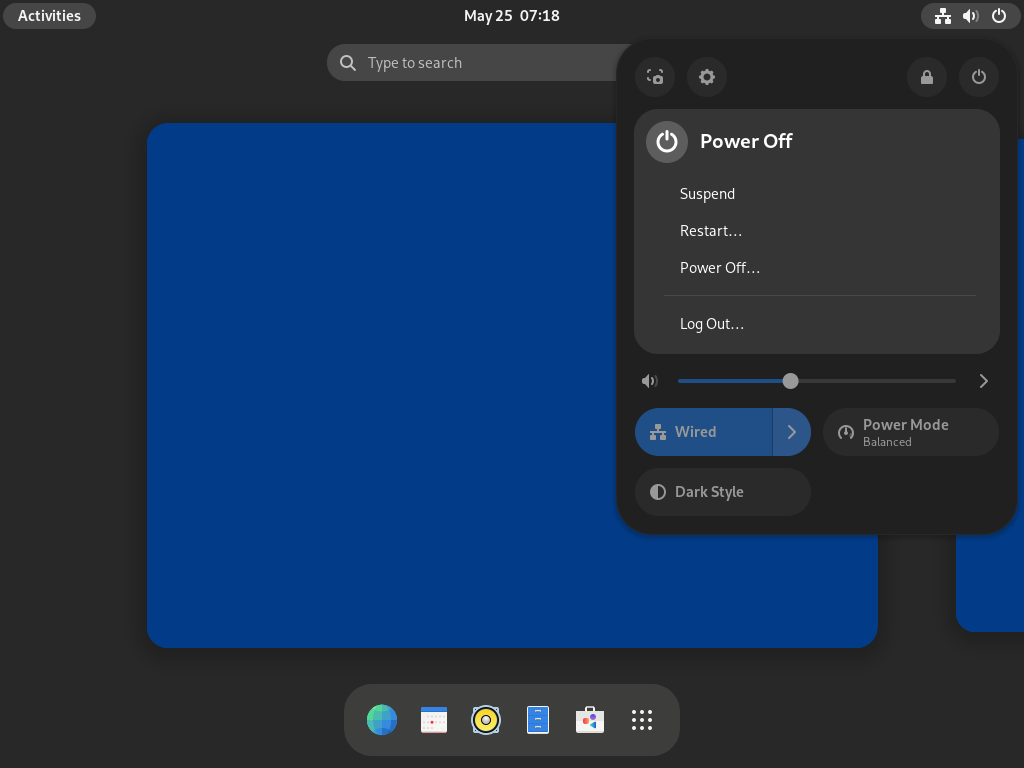 Activities
May 25  07:18
Type to search
Power Off
Suspend
Restart…
Power Off…
Log Out…
Wired
Power Mode
Balanced
Dark Style